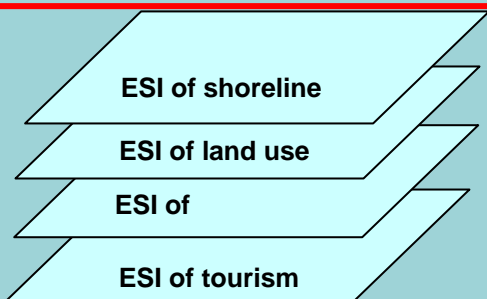 ESI of shoreline
ESI of land use
ESI of
ESI of tourism